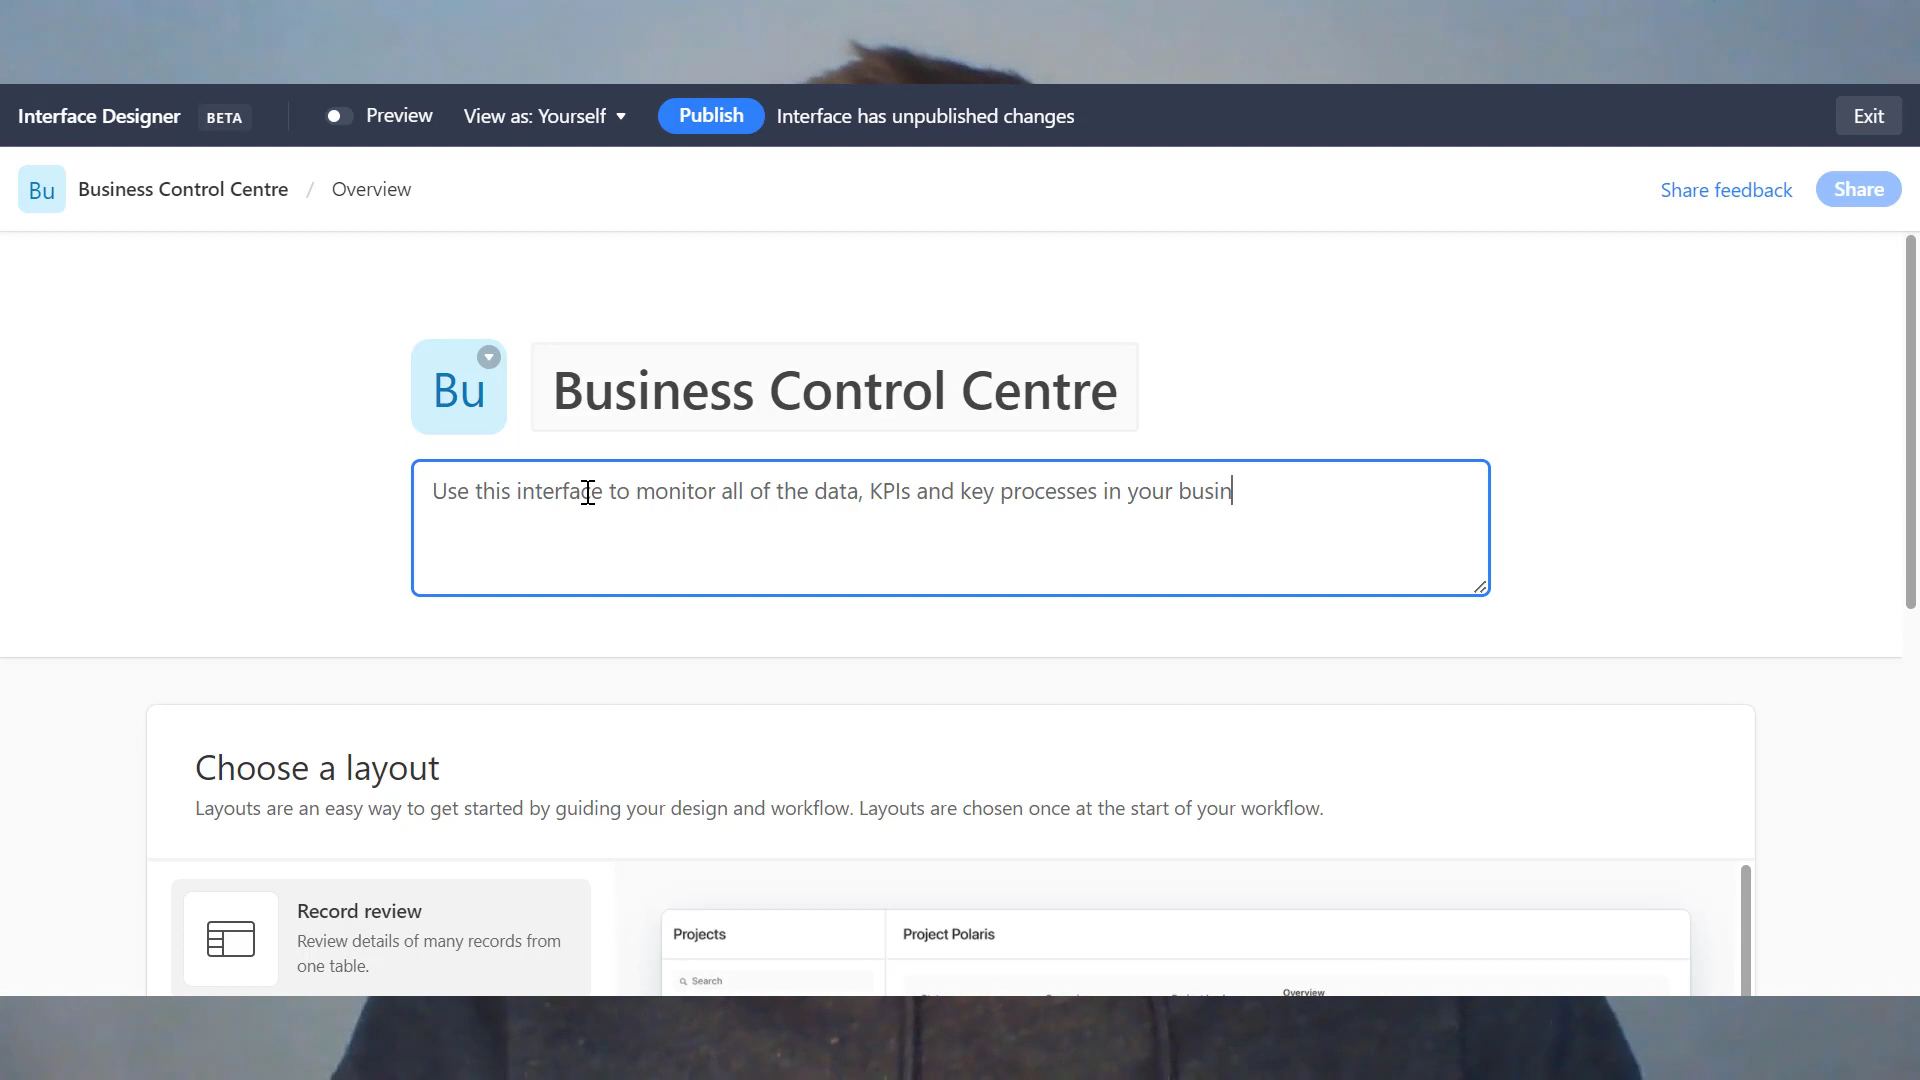 Interface Designer BETA Preview View as: Yourself Publish Interface has unpublished changes Exit
Bu Business Control Centre / Overview Share feedback Share
Bu Business Control Centre
Use this interface to monitor all of the data, KPIs and key processes in your busin
Choose a layout
Layouts are an easy way to get started by guiding your design and workflow. Layouts are chosen once at the start of your workflow.
Record review
Review details of many records from
one table.
Projects Project Polaris
Search
Overview